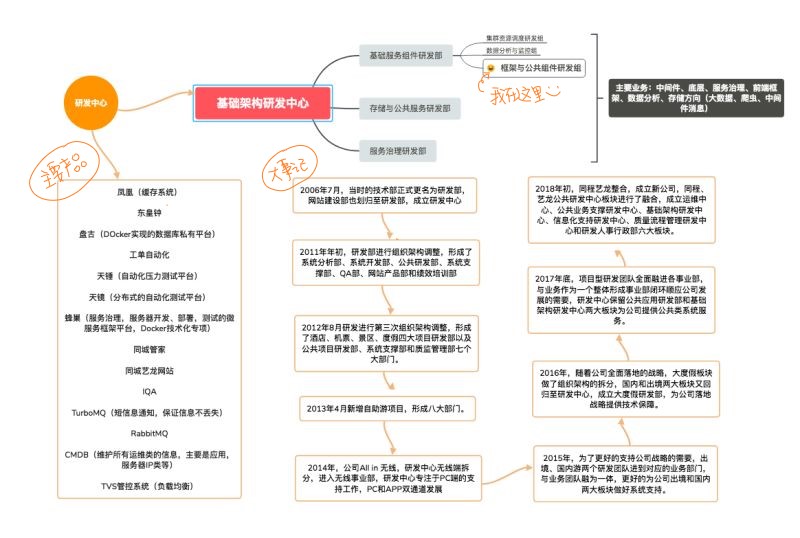 研发中心
基础架构研发中心
基础服务组件研发部
集群资源调度研发组
数据分析与监控组
框架与公共组件研发组
我在这里
存储与公共服务研发部
服务治理研发部
主要业务：中间件、底层、服务治理、前端框
架、数据分析、存储方向（大数据、爬虫、中间
件消息）
主要产品
凤凰（缓存系统）
东皇钟
盘古（DOcker实现的数据库私有平台）
工单自动化
天锤（自动化压力测试平台）
天镜（分布式的自动化测试平台）
蜂巢（服务治理，服务器开发、部署，测试的微
服务框架平台，Docker技术化专项）
同城管家
同城艺龙网站
IQA
TurboMQ（短信息通知，保证信息不丢失）
RabbitMQ
CMDB（维护所有运维类的信息，主要是应用，
服务器IP类等）
TVS管控系统（负载均衡）
大事记
2006年7月，当时的技术部正式更名为研发部，
网站建设部也划归至研发部，成立研发中心
2011年年初，研发部进行组织架构调整，形成了
系统分析部、系统开发部、公共研发部、系统支
撑部、QA部、网站产品部和绩效培训部
2012年8月研发进行第三次组织架构调整，形成
了酒店、机票、景区、度假四大项目研发部以及
公共项目研发部、系统支撑部和质监管理部七个
大部门。
2013年4月新增自助游项目，形成八大部门。
2014年，公司All in 无线，研发中心无线端拆
分，进入无线事业部，研发中心专注于PC端的支
持工作，PC和APP双通道发展
2015年，为了更好的支持公司战略的需要，出
境、国内游两个研发团队迁到对应的业务部门，
与业务团队融为一体，更好的为公司出境和国内
两大板块做好系统支持。
2016年，随着公司全面落地的战略，大度假板块
做了组织架构的拆分，国内和出境两大板块又回
归至研发中心，成立大度假研发部，为公司落地
战略提供技术保障。
2017年底，项目型研发团队全面融进各事业部，
与业务作为一个整体形成事业部闭环顺应公司发
展的需要，研发中心保留公共应用研发部和基础
架构研发中心两大板块为公司提供公共类系统服
务。
2018年初，同程艺龙整合，成立新公司，同程、
艺龙公共研发中心板块进行了融合，成立运维中
心、公共业务支撑研发中心、基础架构研发中
心、信息化支持研发中心、质量流程管理研发中
心和研发人事行政部六大板块。